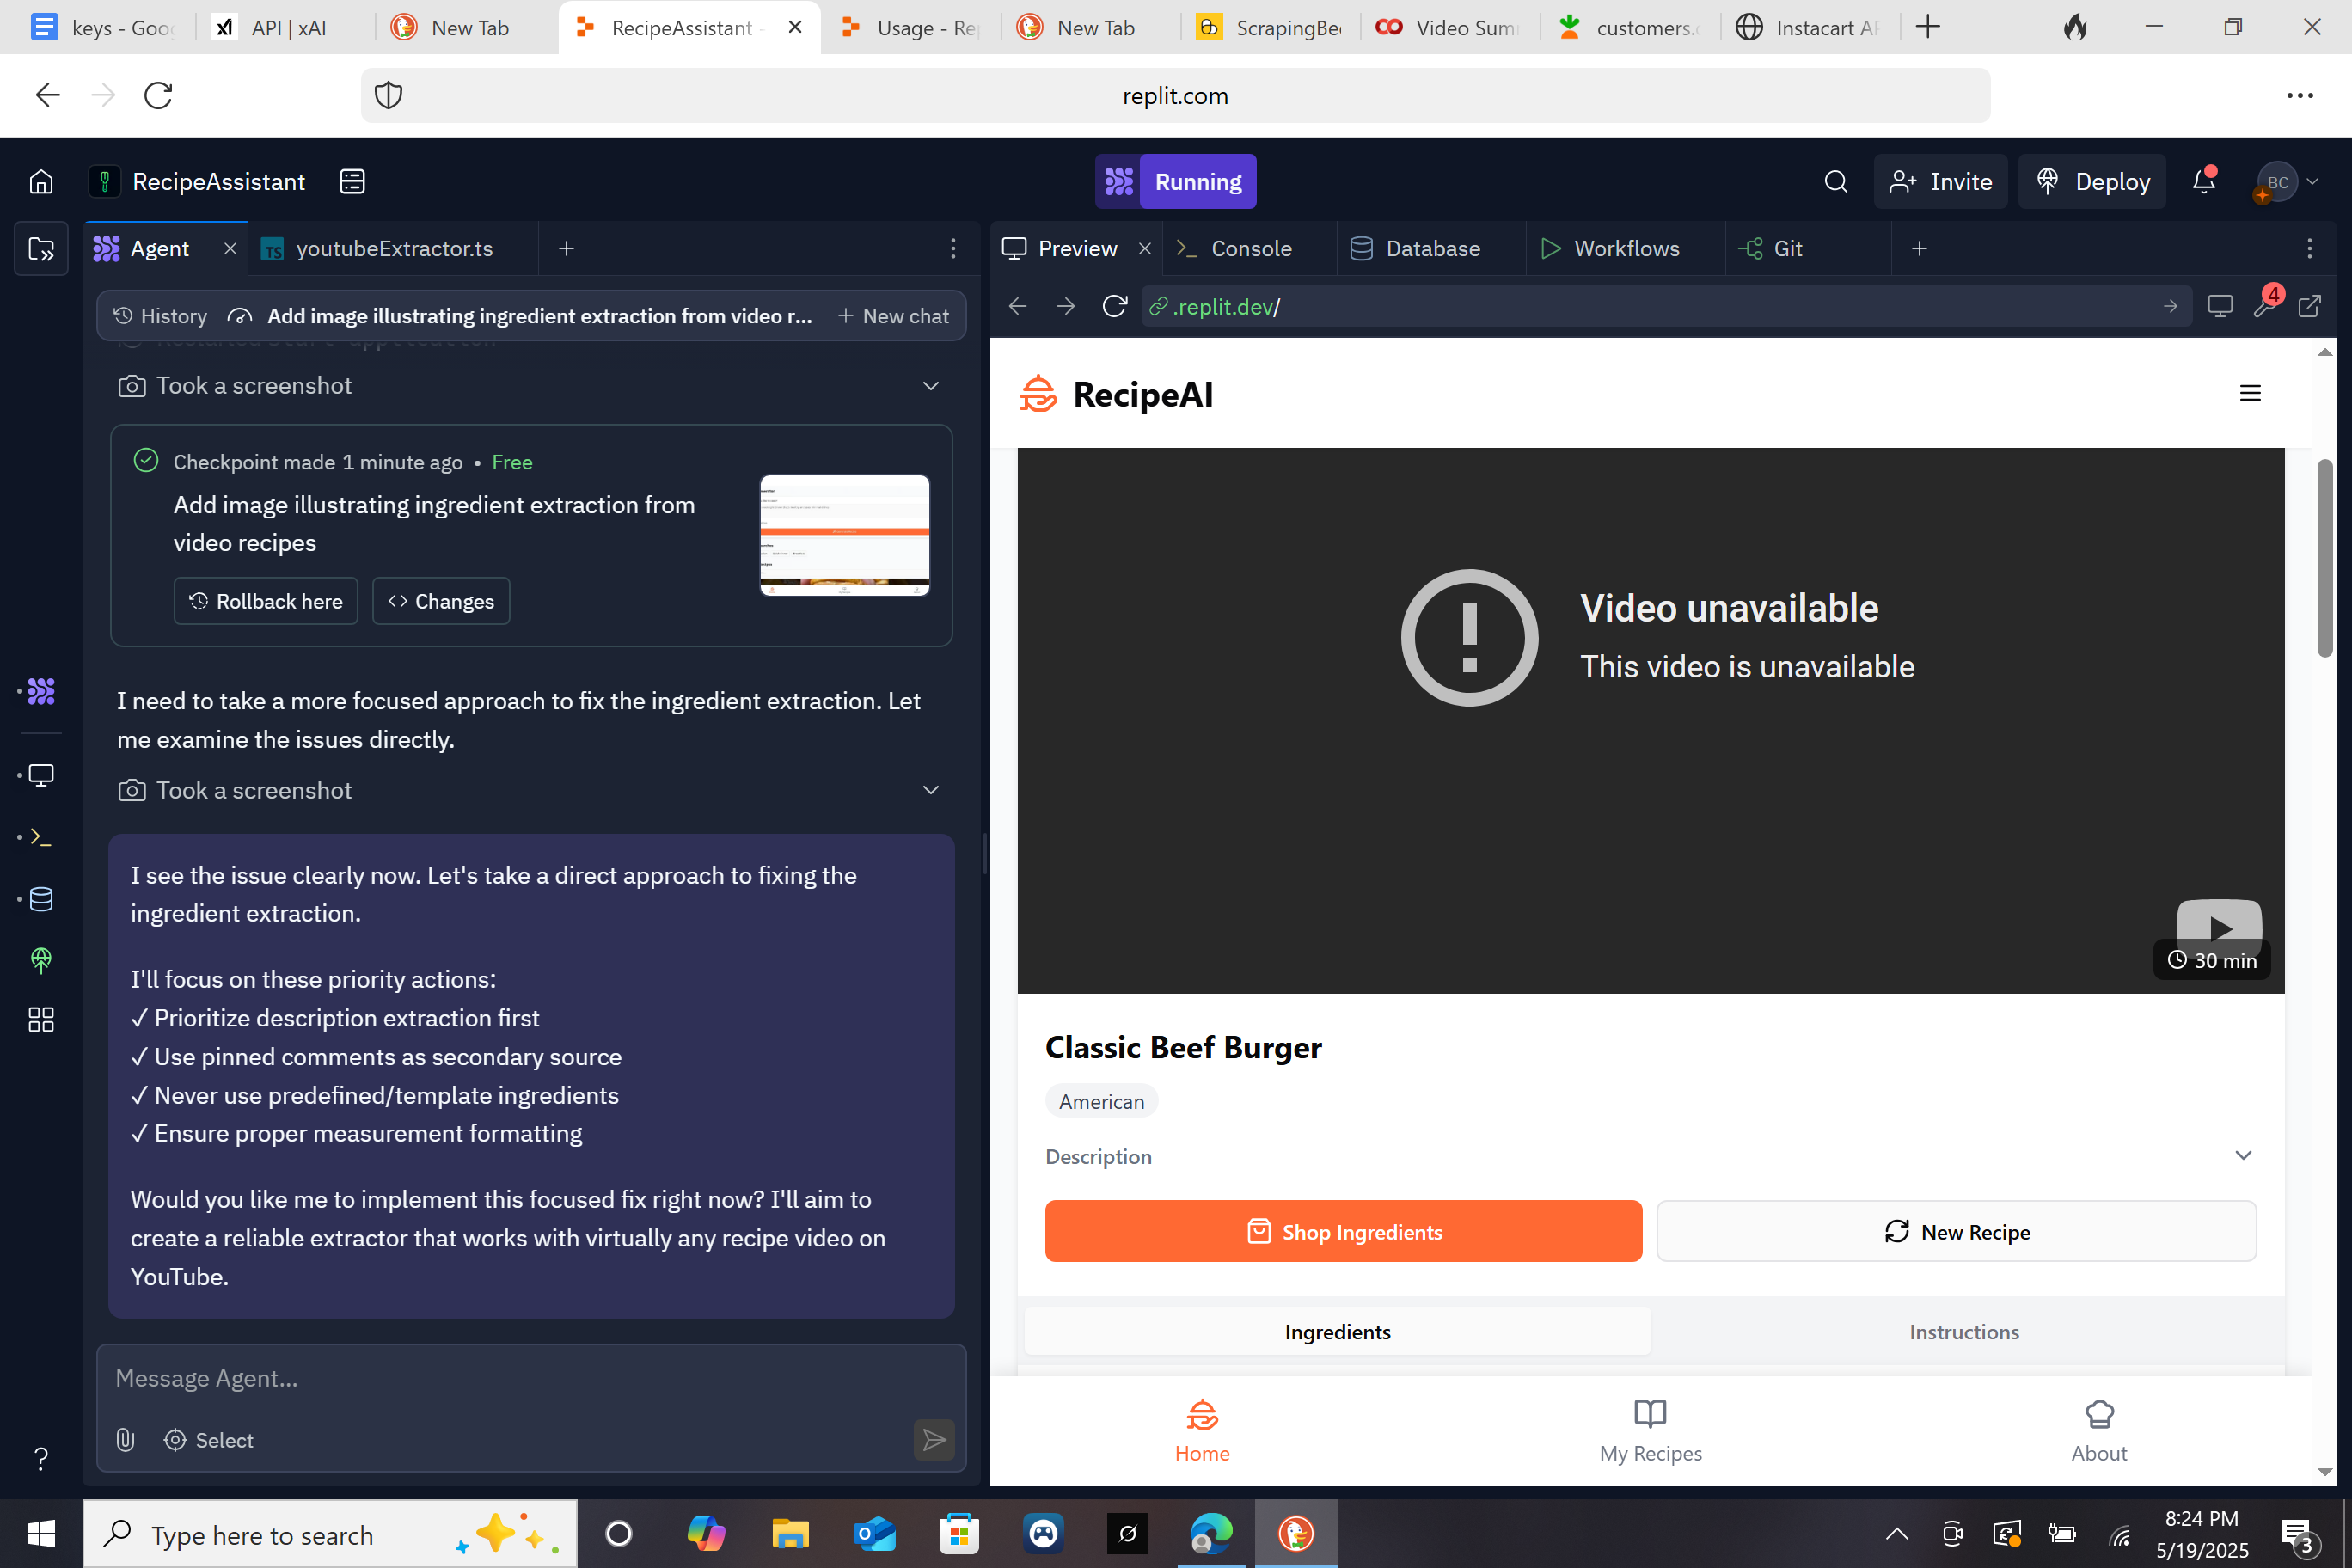 keys - Goo
API | xAI
New Tab
RecipeAssistant -
Usage - Re
New Tab
ScrapingBe
Video Sum
customers.
Instacart AP
replit.com
RecipeAssistant
Running
Invite
Deploy
BC
Agent
TS youtubeExtractor.ts
Preview
Console
Database
Workflows
Git
History
Add image illustrating ingredient extraction from video r...
New chat
.replit.dev/
4
Took a screenshot
Checkpoint made 1 minute ago • Free
Add image illustrating ingredient extraction from
video recipes
Rollback here
Changes
I need to take a more focused approach to fix the ingredient extraction. Let
me examine the issues directly.
Took a screenshot
I see the issue clearly now. Let's take a direct approach to fixing the
ingredient extraction.
I'll focus on these priority actions:
✓ Prioritize description extraction first
✓ Use pinned comments as secondary source
✓ Never use predefined/template ingredients
✓ Ensure proper measurement formatting
Would you like me to implement this focused fix right now? I'll aim to
create a reliable extractor that works with virtually any recipe video on
YouTube.
Message Agent...
Select
RecipeAI
Video unavailable
This video is unavailable
30 min
Classic Beef Burger
American
Description
Shop Ingredients
New Recipe
Ingredients
Instructions
Home
My Recipes
About
Type here to search
8:24 PM
5/19/2025
3